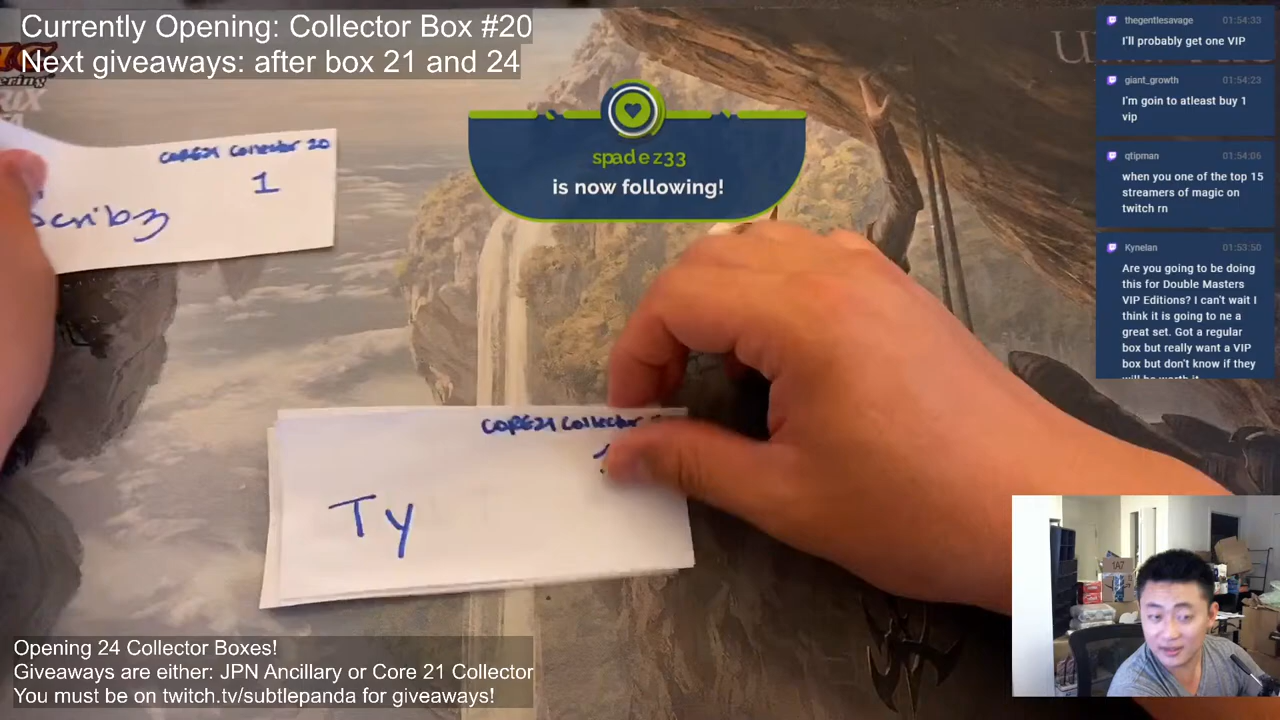 Currently Opening: Collector Box #20
Next giveaways: after box 21 and 24
spadez33
is now following!
thegentlesavage 01:54:33
I'll probably get one VIP
giant_growth 01:54:23
I'm goin to atleast buy 1
vip
qtipman 01:54:06
when you one of the top 15
streamers of magic on
twitch rn
Kynelan 01:53:50
Are you going to be doing
this for Double Masters
VIP Editions? I can't wait I
think it is going to ne a
great set. Got a regular
box but really want a VIP
box but don't know if they
will be worth it
CORE21 Collector 20
1
Scribz
CORE21 Collector
Ty
1A7
Opening 24 Collector Boxes!
Giveaways are either: JPN Ancillary or Core 21 Collector
You must be on twitch.tv/subtlepanda for giveaways!